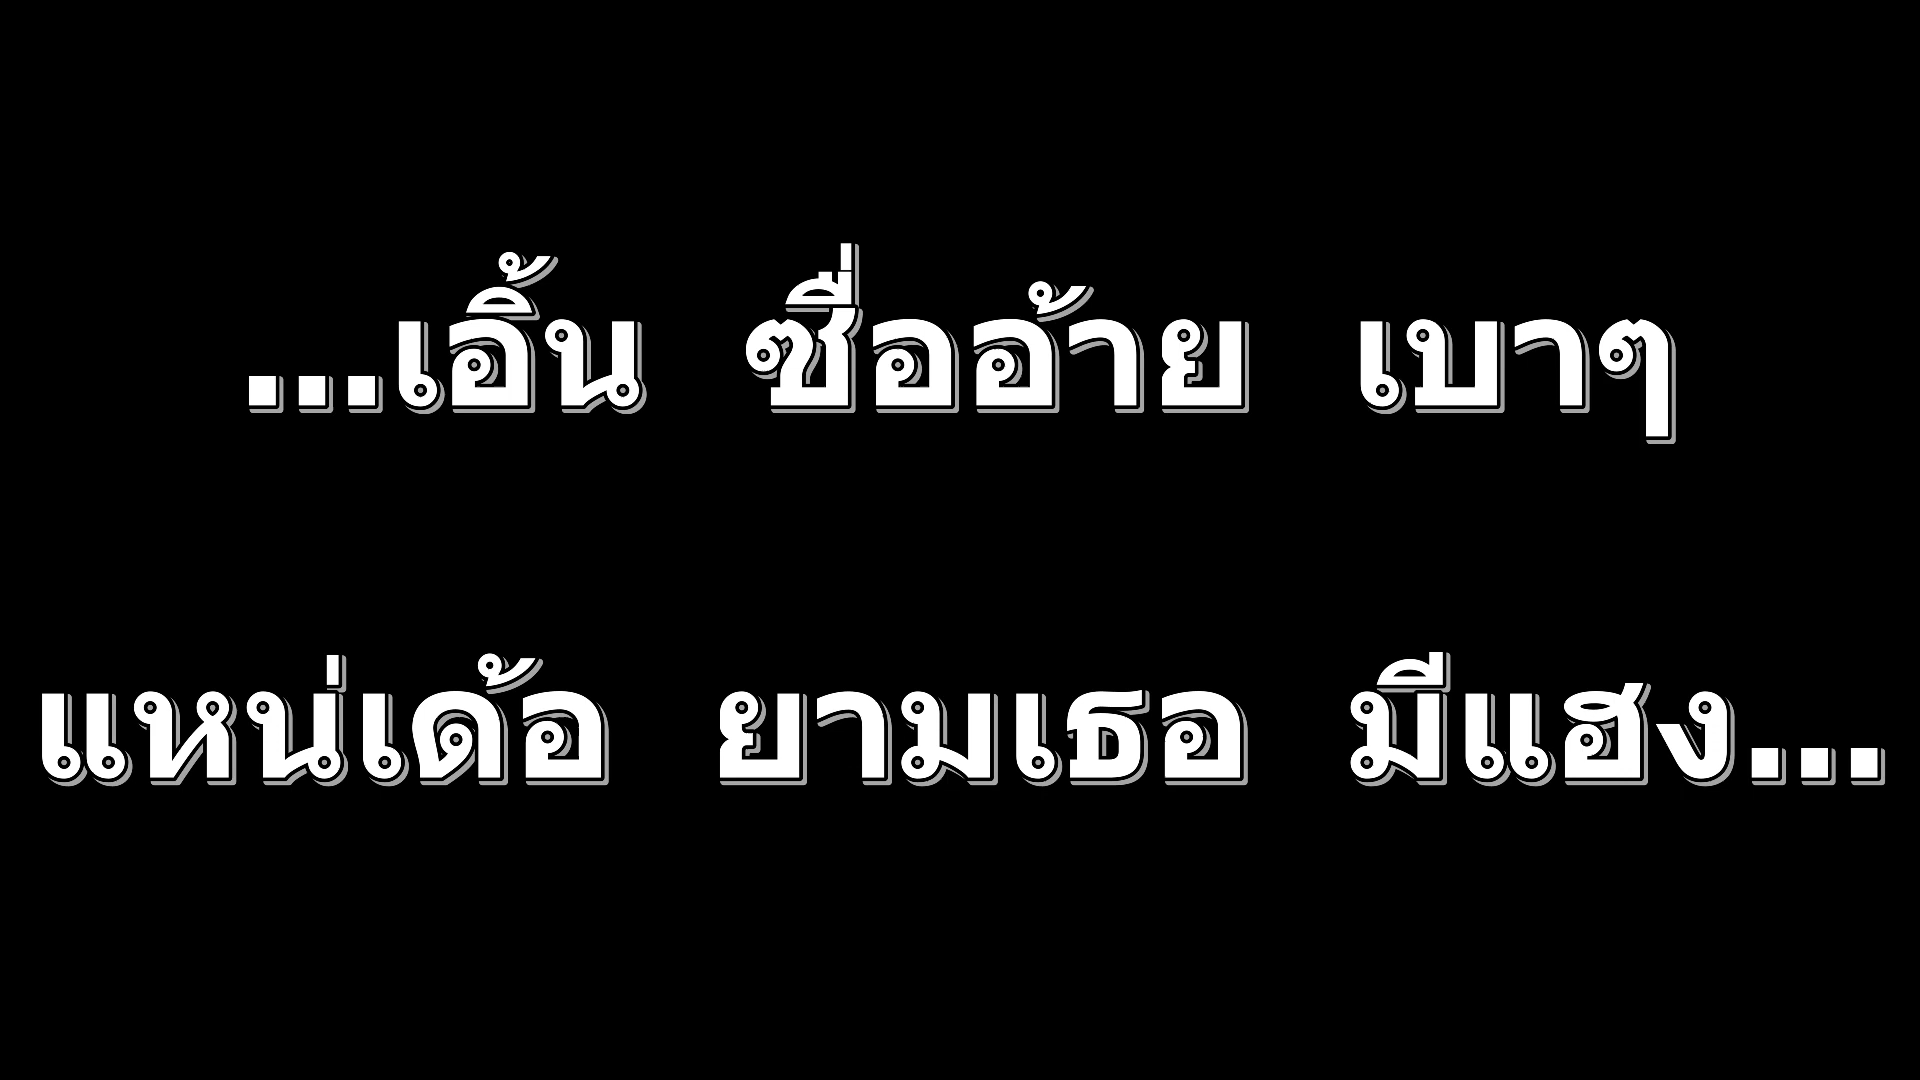 ...เอิ้น ซื่ออ้าย เบาๆ
แหน่เด้อ ยามเธอ มีแฮง...